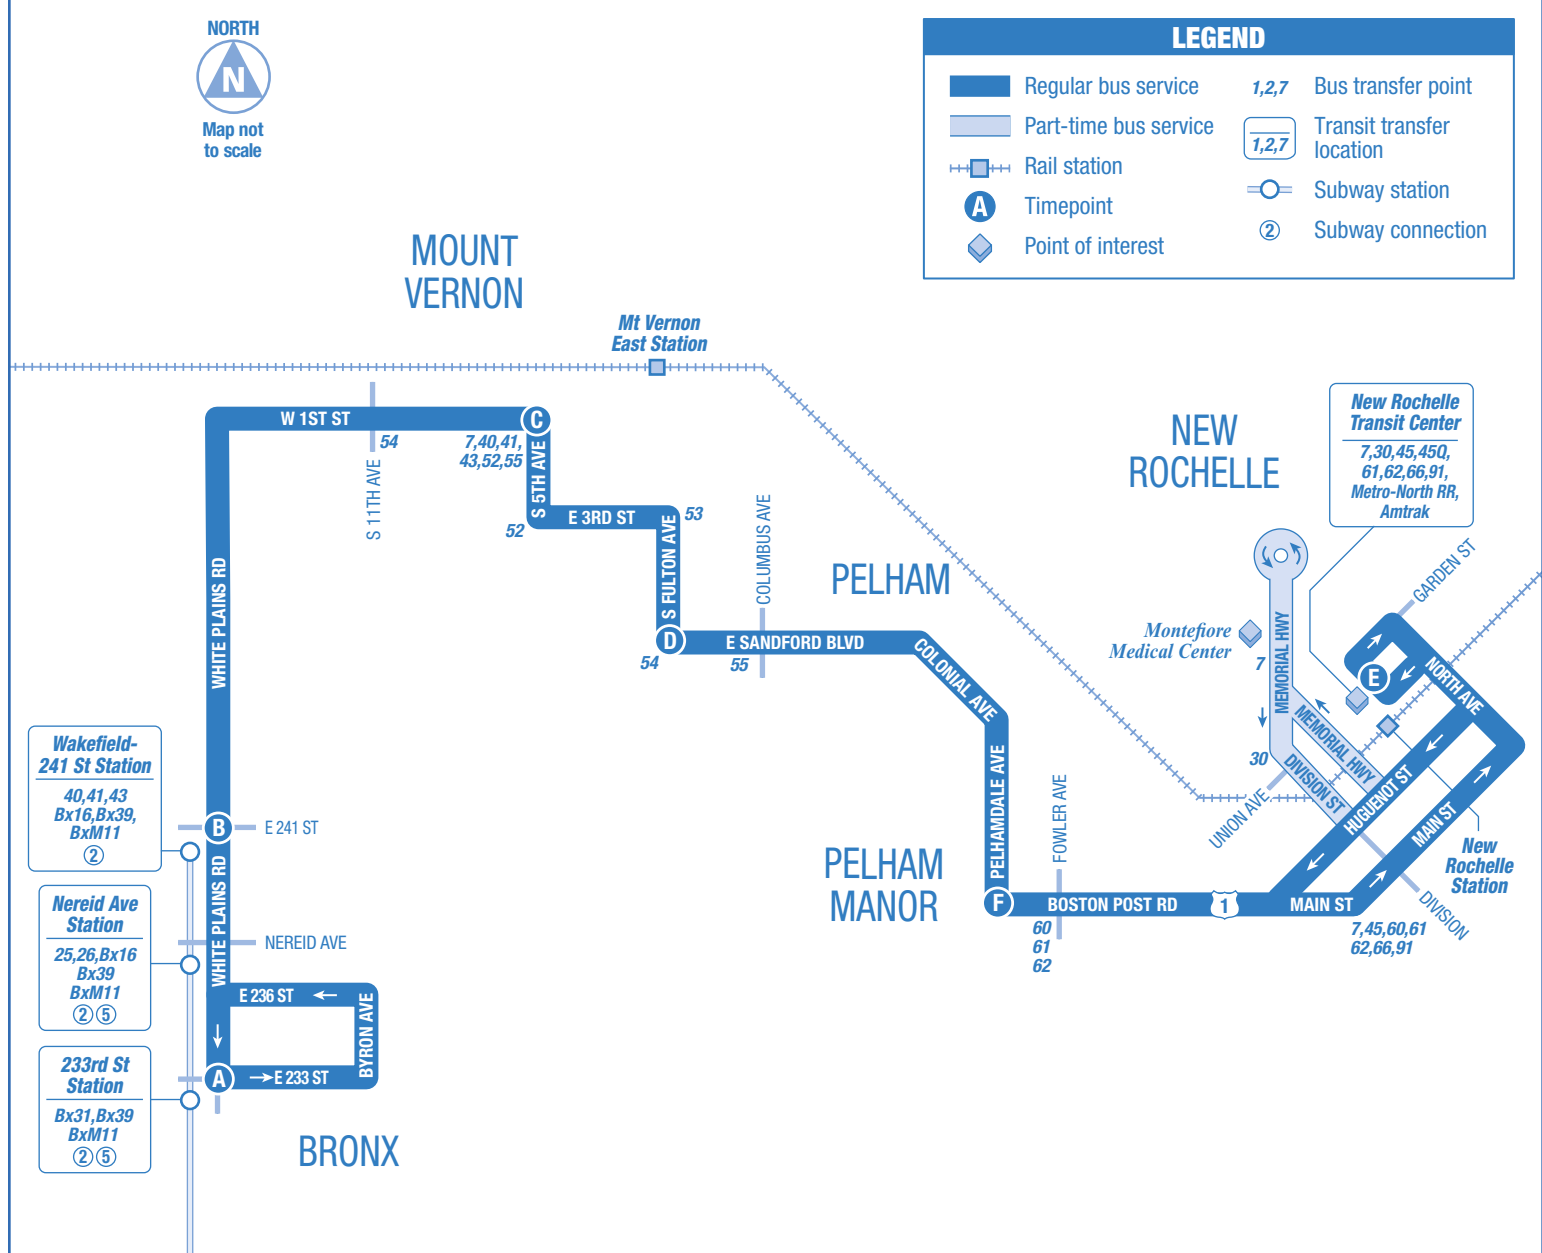 NORTH
N
Map not
to scale
LEGEND
Regular bus service
Part-time bus service
Rail station
A
Timepoint
Point of interest
1,2,7
Bus transfer point
1,2,7
Transit transfer
location
Subway station
2
Subway connection
MOUNT
VERNON
Mt Vernon
East Station
W 1ST ST
C
54
7,40,41,
43,52,55
S 11TH AVE
S 5TH AVE
52
E 3RD ST
53
S FULTON AVE
COLUMBUS AVE
D
54
E SANDFORD BLVD
55
PELHAM
COLONIAL AVE
PELHAMDALE AVE
NEW
ROCHELLE
New Rochelle
Transit Center
7,30,45,45Q,
61,62,66,91,
Metro-North RR,
Amtrak
GARDEN ST
Montefiore
Medical Center
7
MEMORIAL HWY
E
NORTH AVE
MEMORIAL HWY
30
DIVISION ST
UNION AVE
HUGUENOT ST
MAIN ST
New
Rochelle
Station
DIVISION
FOWLER AVE
PELHAM
MANOR
F
BOSTON POST RD
1
MAIN ST
60
61
62
7,45,60,61
62,66,91
WHITE PLAINS RD
Wakefield-
241 St Station
40,41,43
Bx16,Bx39,
BxM11
2
B
E 241 ST
WHITE PLAINS RD
Nereid Ave
Station
25,26,Bx16
Bx39
BxM11
2 5
NEREID AVE
E 236 ST
BYRON AVE
233rd St
Station
Bx31,Bx39
BxM11
2 5
A
E 233 ST
BRONX